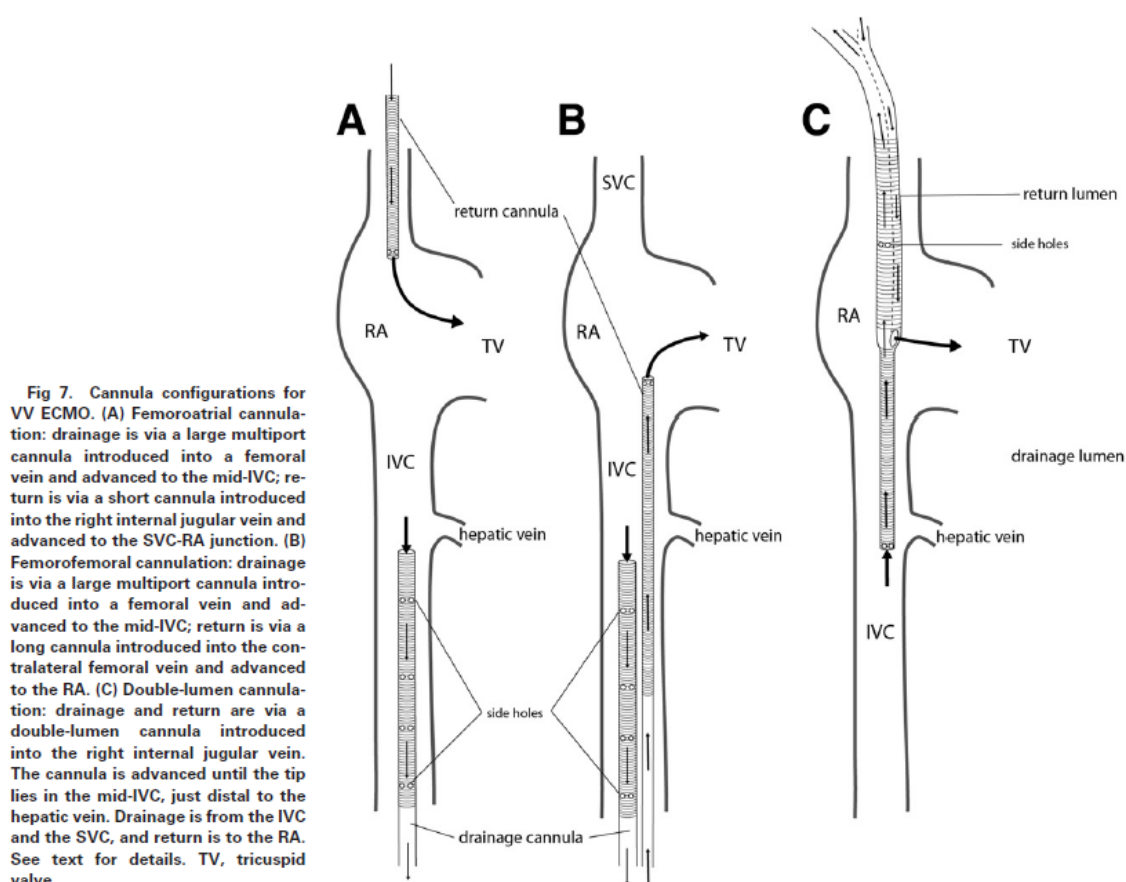 A
B
C
SVC
return cannula
return lumen
side holes
RA
TV
RA
TV
RA
TV
Fig 7. Cannula configurations for
VV ECMO. (A) Femoroatrial cannula-
tion: drainage is via a large multiport
cannula introduced into a femoral
vein and advanced to the mid-IVC; re-
turn is via a short cannula introduced
into the right internal jugular vein and
advanced to the SVC-RA junction. (B)
Femorofemoral cannulation: drainage
is via a large multiport cannula intro-
duced into a femoral vein and ad-
vanced to the mid-IVC; return is via a
long cannula introduced into the con-
tralateral femoral vein and advanced
to the RA. (C) Double-lumen cannula-
tion: drainage and return are via a
double-lumen cannula introduced
into the right internal jugular vein.
The cannula is advanced until the tip
lies in the mid-IVC, just distal to the
hepatic vein. Drainage is from the IVC
and the SVC, and return is to the RA.
See text for details. TV, tricuspid
valve
IVC
IVC
drainage lumen
hepatic vein
hepatic vein
hepatic vein
IVC
side holes
drainage cannula